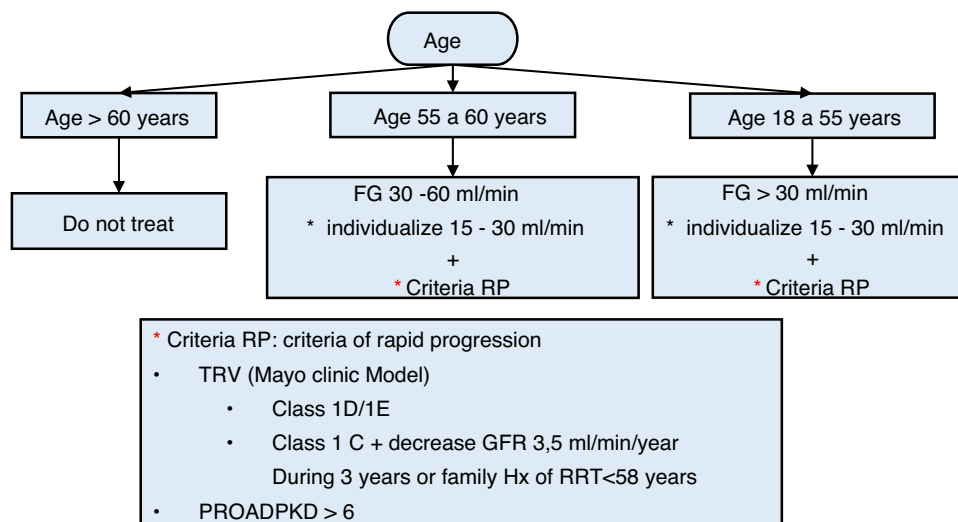 Age
Age > 60 years
Age 55 a 60 years
Age 18 a 55 years
Do not treat
FG 30 -60 ml/min
* individualize 15 - 30 ml/min
+
* Criteria RP
FG > 30 ml/min
* individualize 15 - 30 ml/min
+
* Criteria RP
* Criteria RP: criteria of rapid progression
• TRV (Mayo clinic Model)
• Class 1D/1E
• Class 1 C + decrease GFR 3,5 ml/min/year
During 3 years or family Hx of RRT<58 years
• PROADPKD > 6